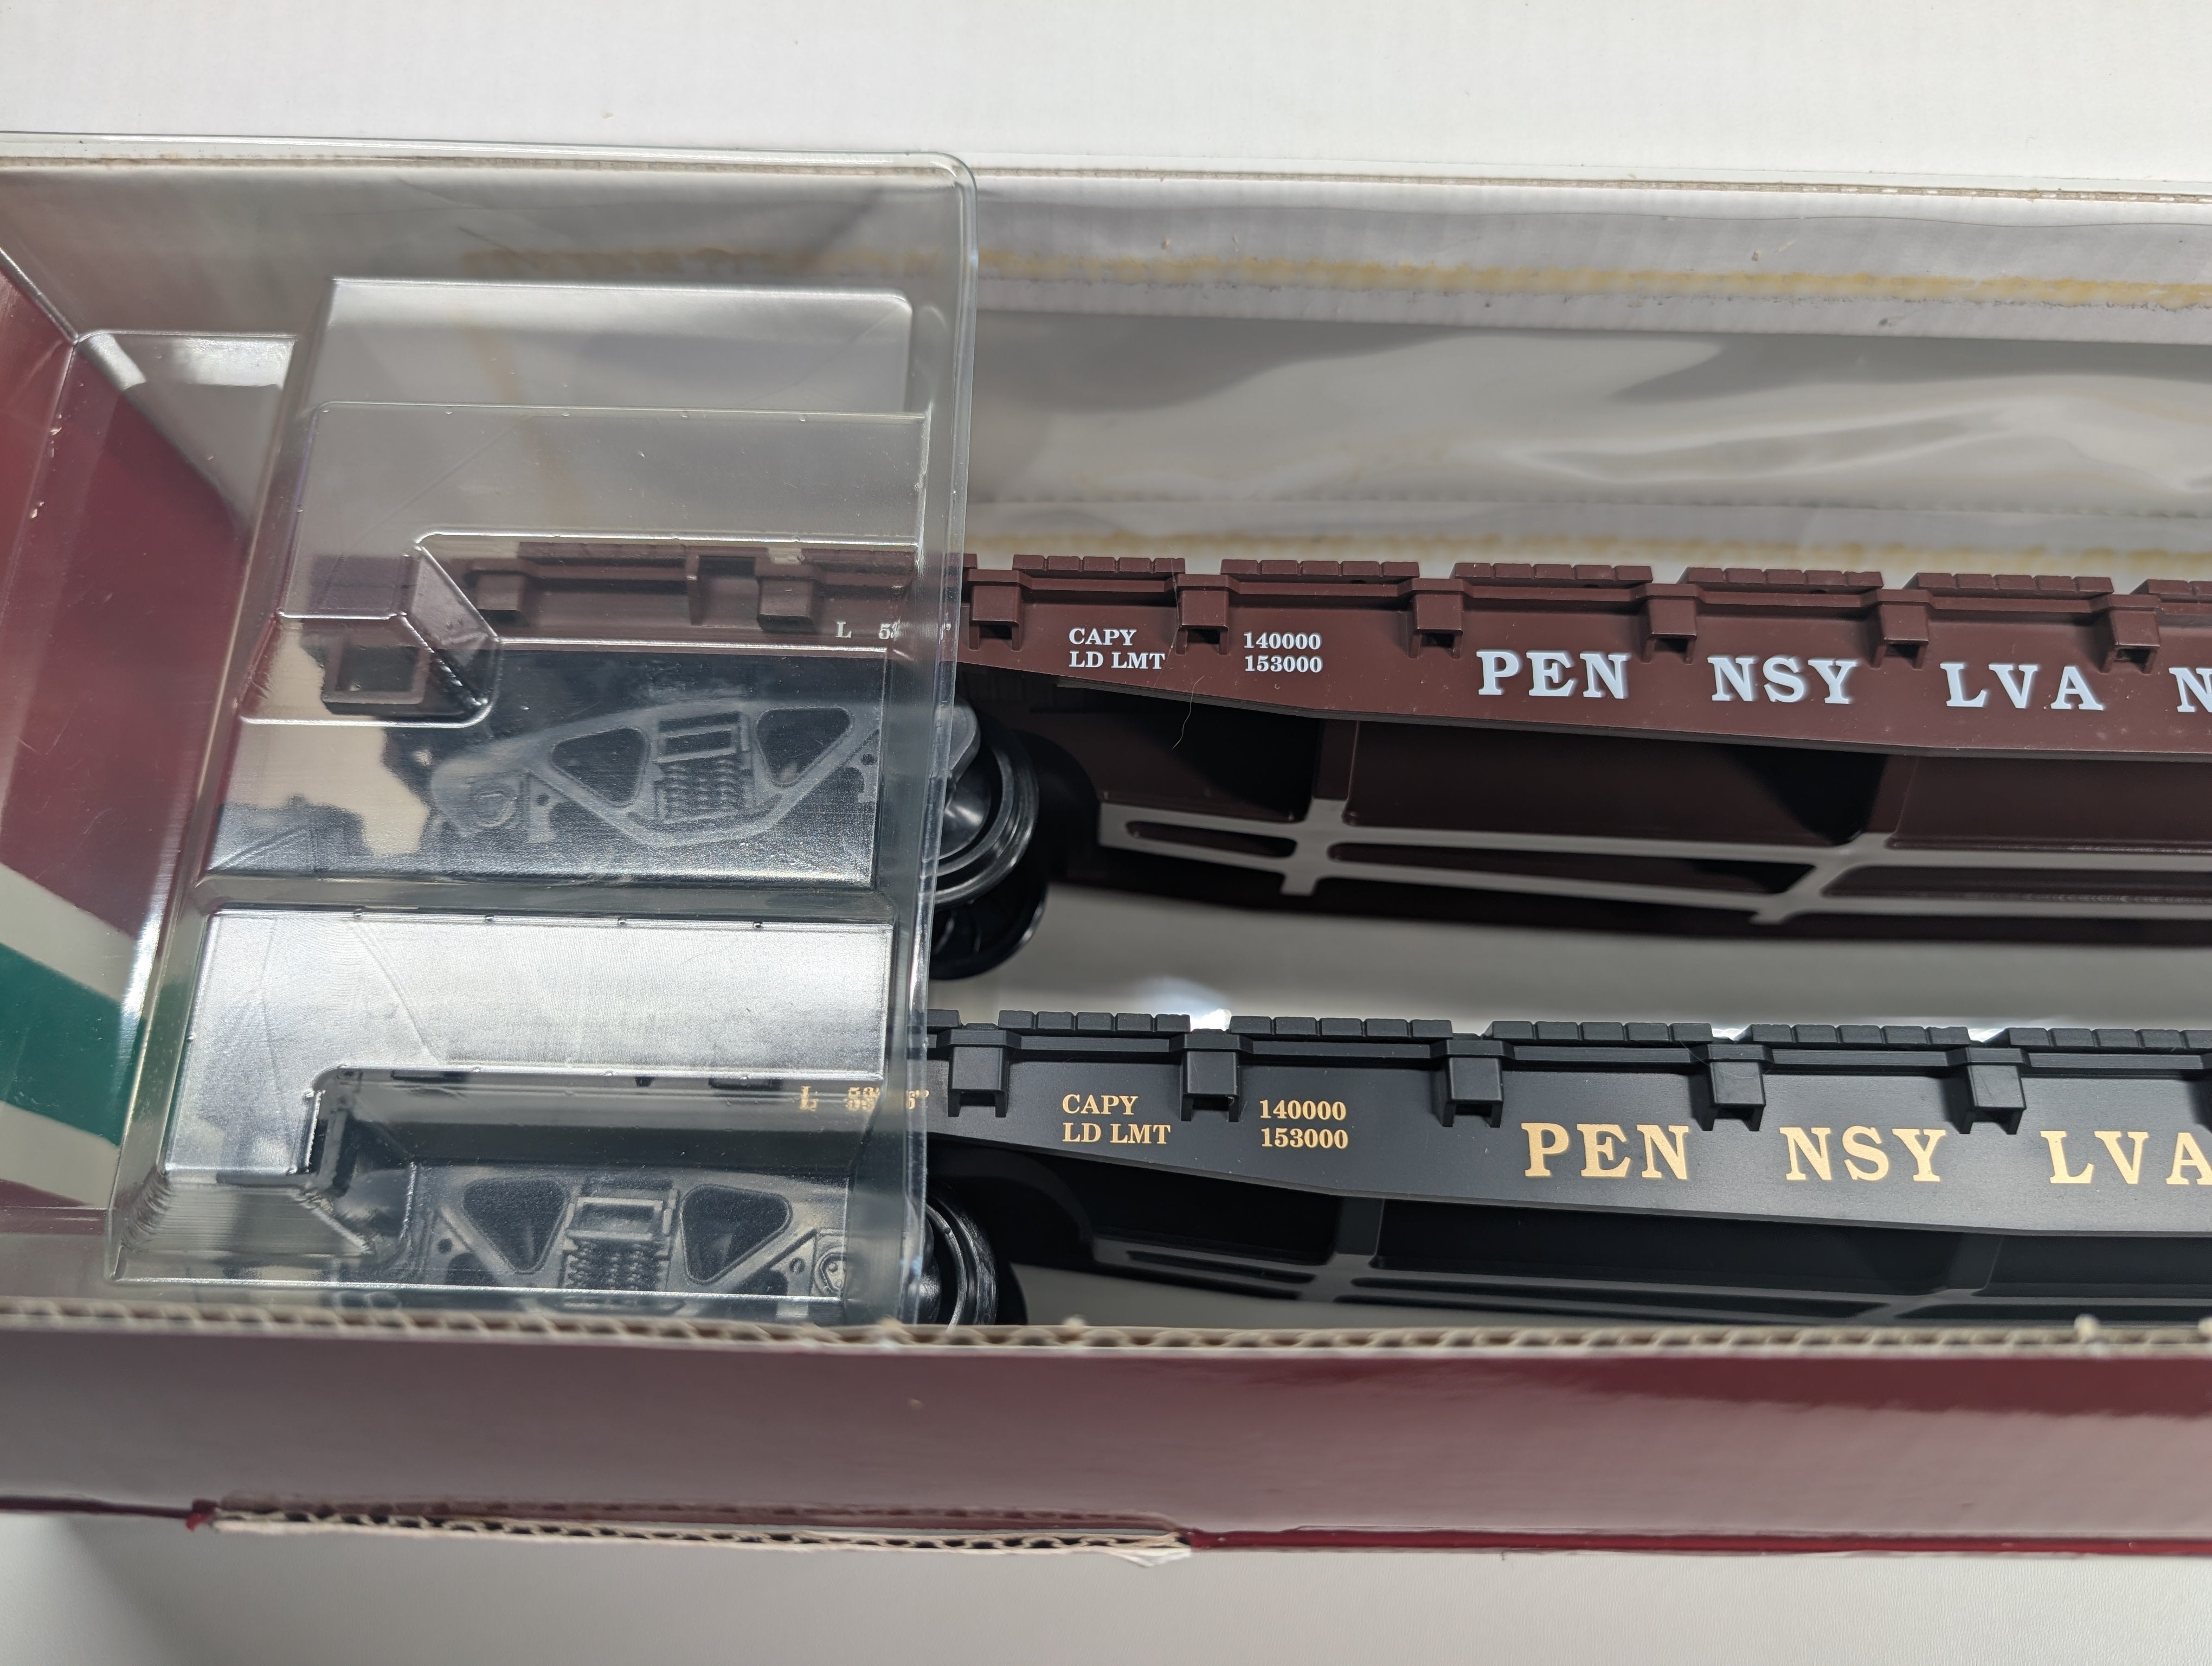 L
CAPY 140000
LD LMT 153000
PEN NSY LVA N
L
CAPY 140000
LD LMT 153000
PEN NSY LVA